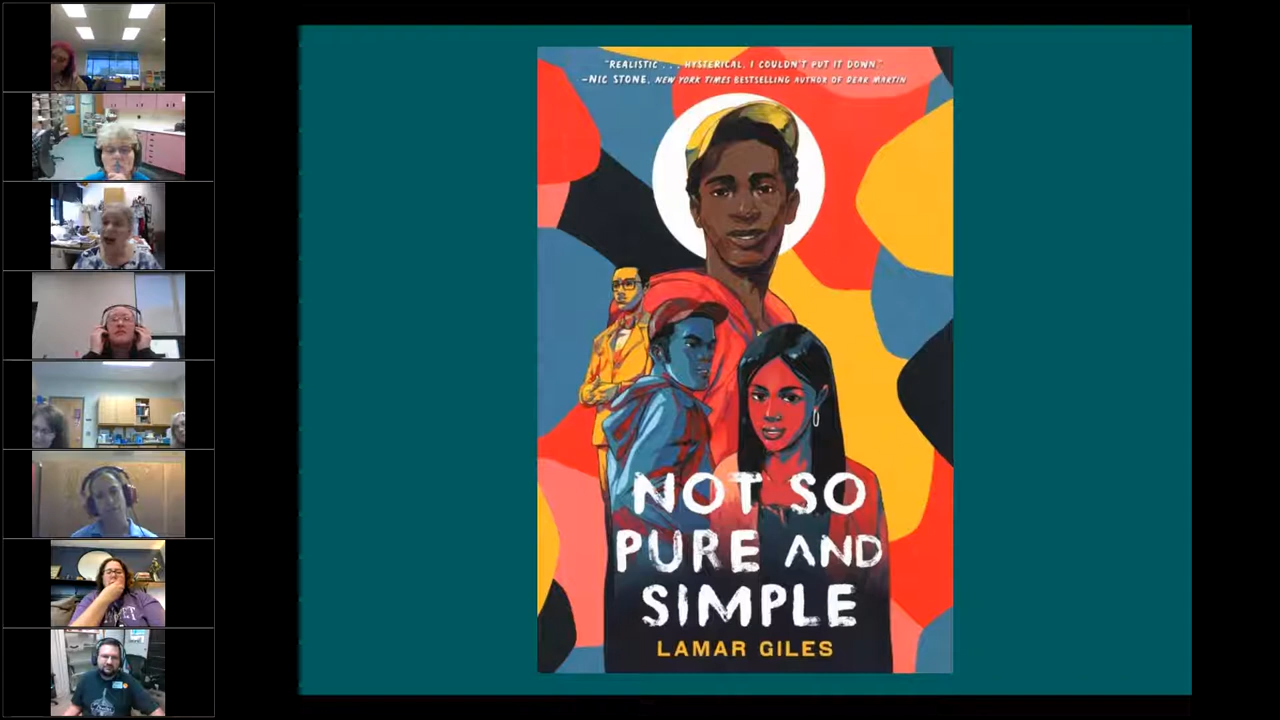 "REALISTIC . . . HYSTERICAL. I COULDN'T PUT IT DOWN."
–NIC STONE, NEW YORK TIMES BESTSELLING AUTHOR OF DEAR MARTIN
NOT SO
PURE AND
SIMPLE
LAMAR GILES